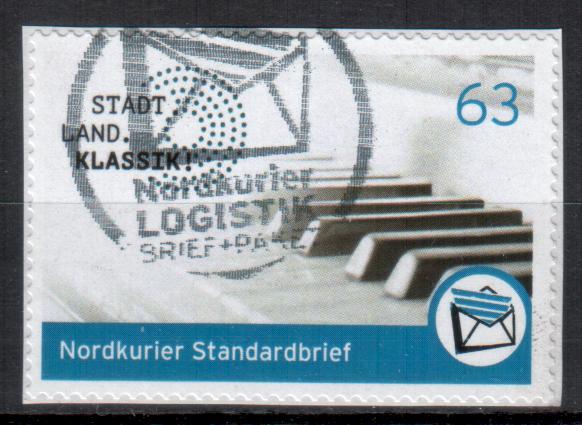 63
STADT
LAND.
KLASSIK!
Nordkurier
LOGISTIK
BRIEF+PAKET
Nordkurier Standardbrief